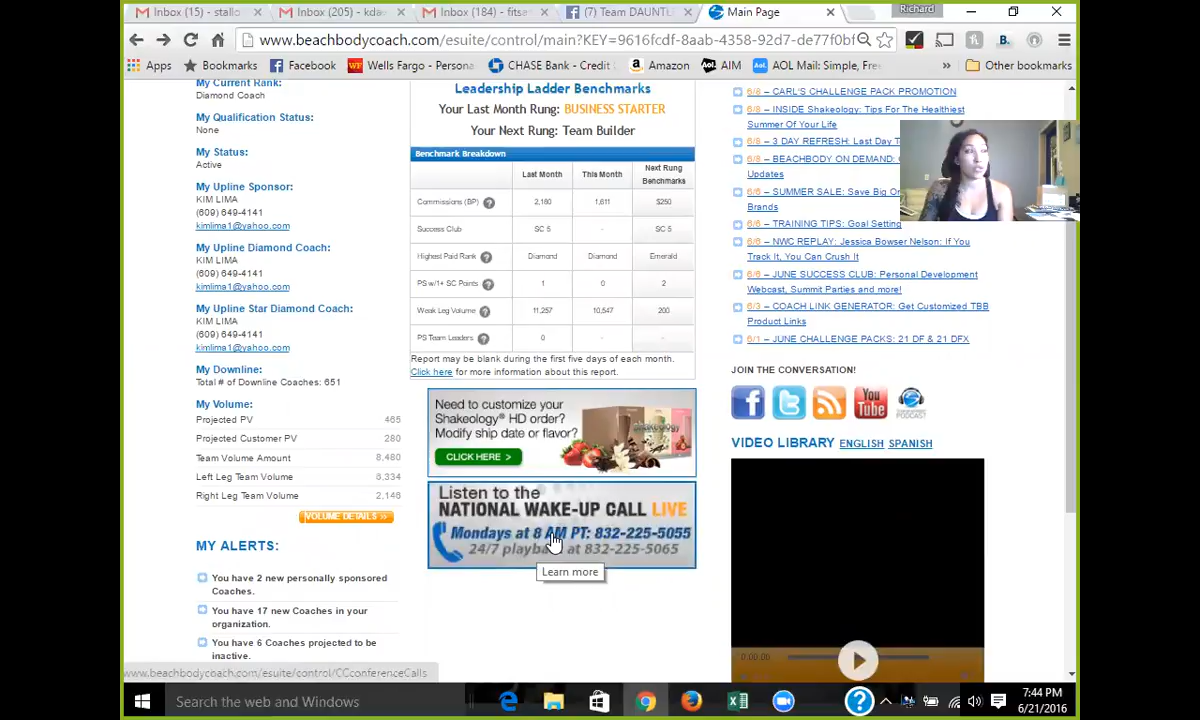 Inbox (15) - stallo
Inbox (205) - kda
Inbox (184) - fitsa
(7) Team DAUNTL
Main Page
Richard
www.beachbodycoach.com/esuite/control/main?KEY=9616fcdf-8aab-4358-92d7-de77f0bf
Apps
Bookmarks
Facebook
Wells Fargo - Persona
CHASE Bank - Credit
Amazon
AIM
AOL Mail: Simple, Fre
»
Other bookmarks
My Current Rank:
Diamond Coach
My Qualification Status:
None
My Status:
Active
My Upline Sponsor:
KIM LIMA
(609) 649-4141
kimlima1@yahoo.com
My Upline Diamond Coach:
KIM LIMA
(609) 649-4141
kimlima1@yahoo.com
My Upline Star Diamond Coach:
KIM LIMA
(609) 649-4141
kimlima1@yahoo.com
My Downline:
Total # of Downline Coaches: 651
My Volume:
Projected PV 465
Projected Customer PV 280
Team Volume Amount 8,480
Left Leg Team Volume 8,334
Right Leg Team Volume 2,146
VOLUME DETAILS >>
MY ALERTS:
You have 2 new personally sponsored
Coaches.
You have 17 new Coaches in your
organization.
You have 6 Coaches projected to be
inactive.
Leadership Ladder Benchmarks
Your Last Month Rung: BUSINESS STARTER
Your Next Rung: Team Builder
Benchmark Breakdown
Last Month This Month Next Rung Benchmarks
Commissions (BP) ? 2,160 1,611 $250
Success Club SC 5 - SC 5
Highest Paid Rank ? Diamond Diamond Emerald
PS w/1+ SC Points ? 1 0 2
Weak Leg Volume ? 11,257 10,547 200
PS Team Leaders ? 0 - -
Report may be blank during the first five days of each month.
Click here for more information about this report.
Need to customize your
Shakeology® HD order?
Modify ship date or flavor?
CLICK HERE >
shakeology
Listen to the
NATIONAL WAKE-UP CALL LIVE
Mondays at 8 AM PT: 832-225-5055
24/7 playback at 832-225-5065
Learn more
6/8 – CARL'S CHALLENGE PACK PROMOTION
6/8 – INSIDE Shakeology: Tips For The Healthiest
Summer Of Your Life
6/8 – 3 DAY REFRESH: Last Day T
6/8 – BEACHBODY ON DEMAND:
Updates
6/6 – SUMMER SALE: Save Big O
Brands
6/6 – TRAINING TIPS: Goal Setting
6/6 – NWC REPLAY: Jessica Bowser Nelson: If You
Track It, You Can Crush It
6/6 – JUNE SUCCESS CLUB: Personal Development
Webcast, Summit Parties and more!
6/3 – COACH LINK GENERATOR: Get Customized TBB
Product Links
6/1 – JUNE CHALLENGE PACKS: 21 DF & 21 DFX
JOIN THE CONVERSATION!
You
Tube
VIDEO LIBRARY ENGLISH SPANISH
0:00:00
www.beachbodycoach.com/esuite/control/CCconferenceCalls
Search the web and Windows
7:44 PM
6/21/2016